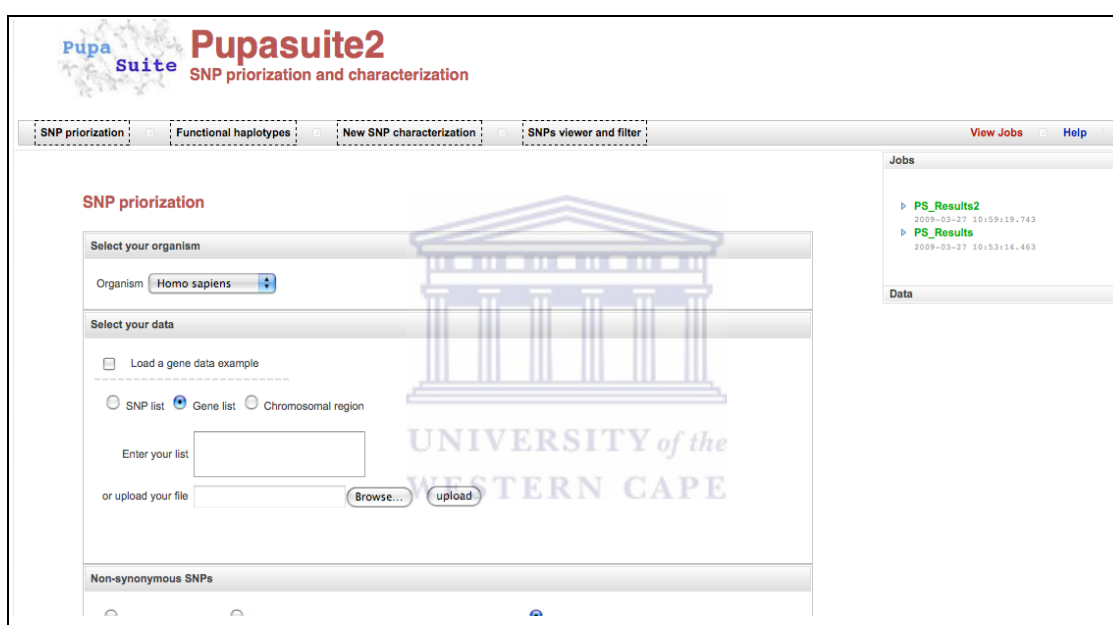 Pupa
Suite
Pupasuite2
SNP priorization and characterization
SNP priorization Functional haplotypes New SNP characterization SNPs viewer and filter View Jobs Help
Jobs
PS_Results2
2009-03-27 10:59:19.743
PS_Results
2009-03-27 10:53:14.463
Data
SNP priorization
Select your organism
Organism Homo sapiens
Select your data
Load a gene data example
SNP list Gene list Chromosomal region
Enter your list
or upload your file Browse... upload
Non-synonymous SNPs
UNIVERSITY of the
WESTERN CAPE